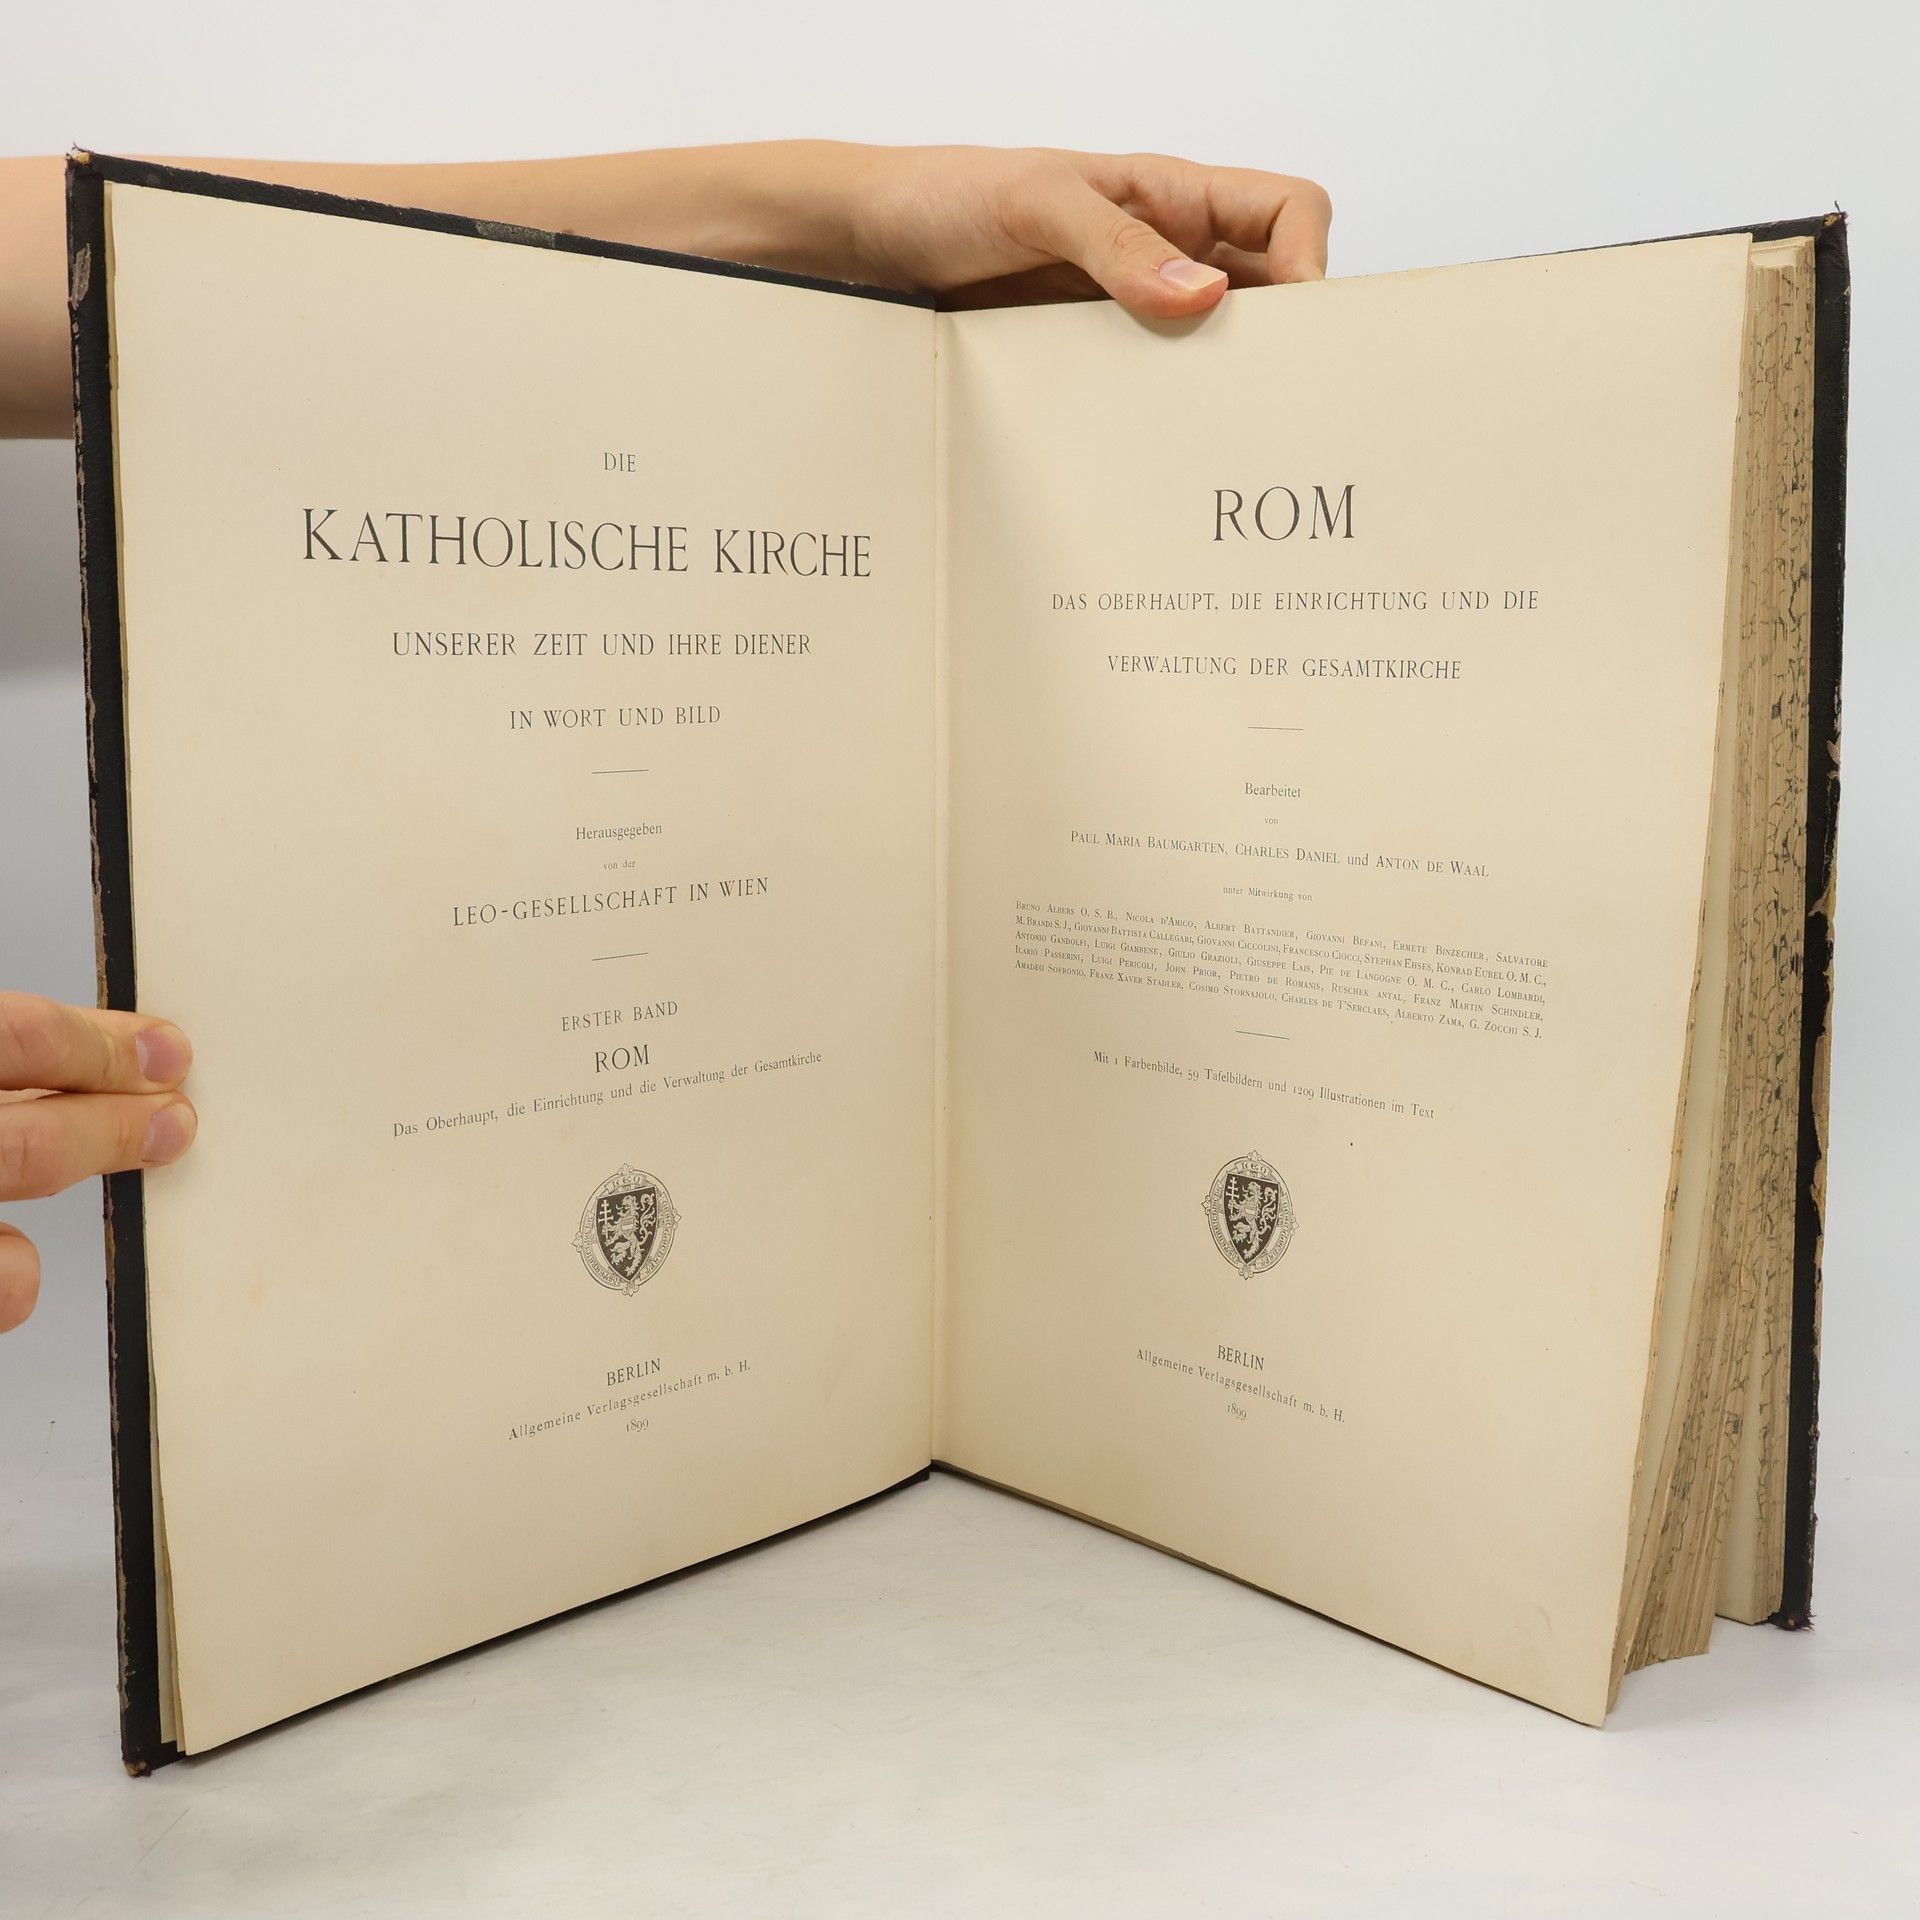 DIE
KATHOLISCHE KIRCHE
UNSERER ZEIT UND IHRE DIENER
IN WORT UND BILD
Herausgegeben
von der
LEO-GESELLSCHAFT IN WIEN
ERSTER BAND
ROM
Das Oberhaupt, die Einrichtung und die Verwaltung der Gesamtkirche
LEO
BERLIN
Allgemeine Verlagsgesellschaft m. b. H.
1899
ROM
DAS OBERHAUPT, DIE EINRICHTUNG UND DIE
VERWALTUNG DER GESAMTKIRCHE
Bearbeitet
von
PAUL MARIA BAUMGARTEN, CHARLES DANIEL und ANTON DE WAAL
unter Mitwirkung von
BRUNO ALBERS O. S. B., NICOLA D'AMICO, ALBERT BATTANDIER, GIOVANNI BEFANI, ERMETE BINZECHER, SALVATORE
M. BRANDI S. J., GIOVANNI BATTISTA CALLEGARI, GIOVANNI CICCOLINI, FRANCESCO CIOCCI, STEPHAN EHSES, KONRAD EUBEL O. M. C.,
ANTONIO GANDOLFI, LUIGI GIAMBENE, GIULIO GRAZIOLI, GIUSEPPE LAIS, PIE DE LANGOGNE O. M. C., CARLO LOMBARDI,
ILARIO PASSERINI, LUIGI PERICOLI, JOHN PRIOR, PIETRO DE ROMANIS, RUSCHEK ANTAL, FRANZ MARTIN SCHINDLER,
AMADEO SOFRONIO, FRANZ XAVER STADLER, COSIMO STORNAJOLO, CHARLES DE T'SERCLAES, ALBERTO ZAMA, G. ZOCCHI S. J.
Mit 1 Farbenbilde, 59 Tafelbildern und 1209 Illustrationen im Text
LEO
BERLIN
Allgemeine Verlagsgesellschaft m. b. H.
1899